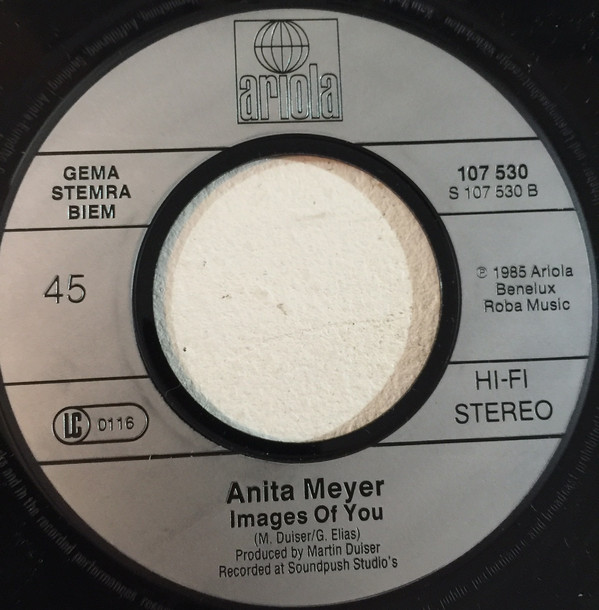 ariola
GEMA
STEMRA
BIEM
107 530
S 107 530 B
45
℗ 1985 Ariola
Benelux
Roba Music
LC 0116
HI-FI
STEREO
Anita Meyer
Images Of You
(M. Duiser/G. Elias)
Produced by Martin Duiser
Recorded at Soundpush Studio's